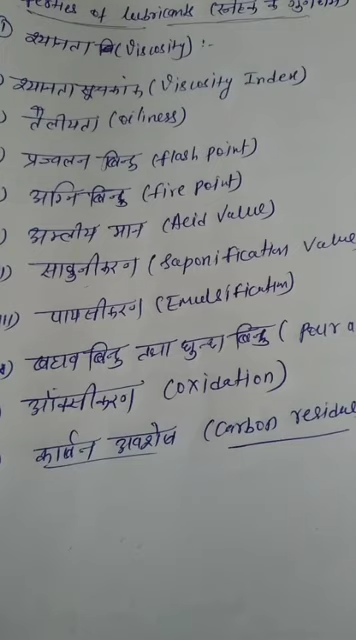 of lubricants (स्नेहक के गुणधर्म
श्यानता (Viscosity) :-
श्यानता सूचकांक (Viscosity Index)
तैलीयता (oiliness)
प्रज्वलन बिन्दु (flash point)
अग्नि बिन्दु (fire point)
अम्लीय मान (Acid Value)
साबुनीकरण (Saponification Value
पायसीकरण (Emulsification)
बहाव बिन्दु तथा धुन्ध बिन्दु (Pour a
ऑक्सीकरण (oxidation)
कार्बन अवशेष (Carbon residue